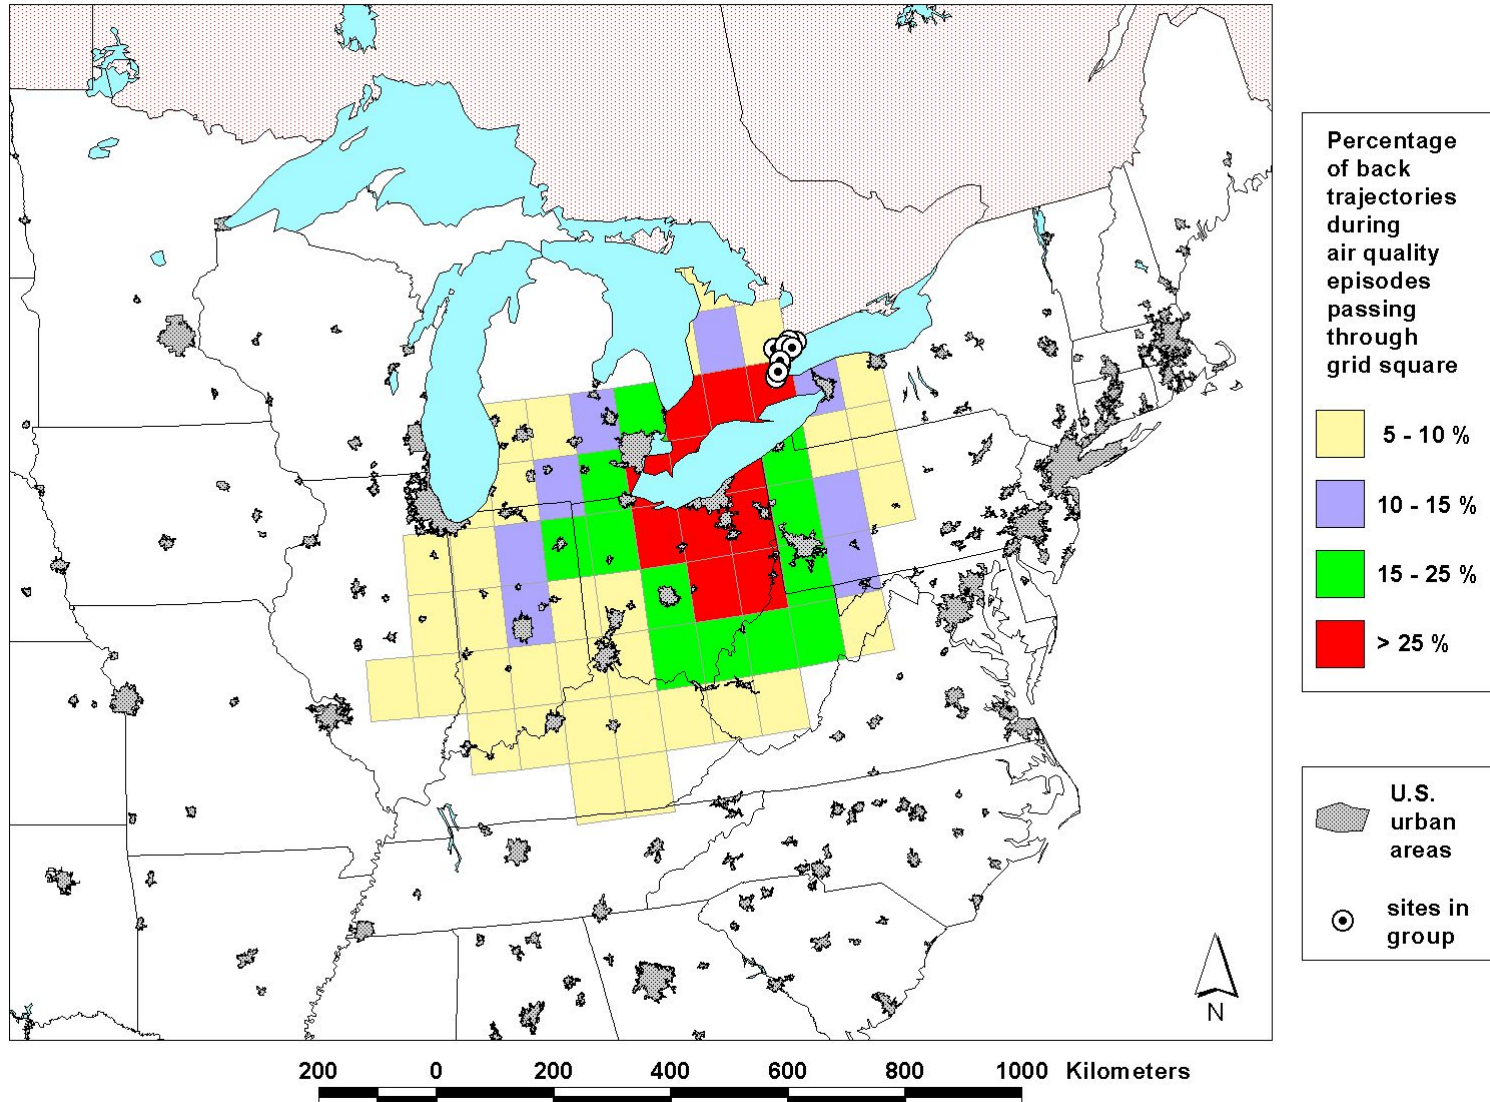 Percentage
of back
trajectories
during
air quality
episodes
passing
through
grid square
5 - 10 %
10 - 15 %
15 - 25 %
> 25 %
U.S.
urban
areas
sites in
group
N
200 0 200 400 600 800 1000 Kilometers